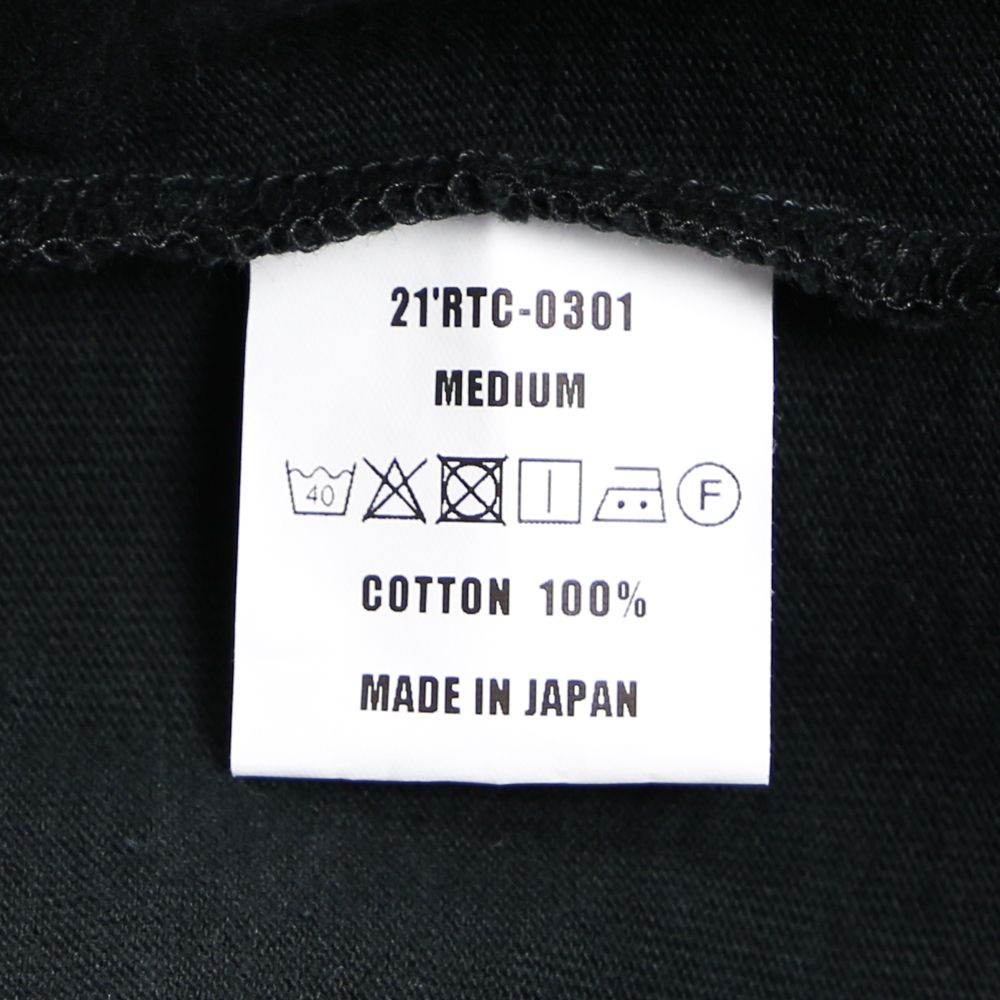 21'RTC-0301
MEDIUM
40 F
COTTON 100%
MADE IN JAPAN